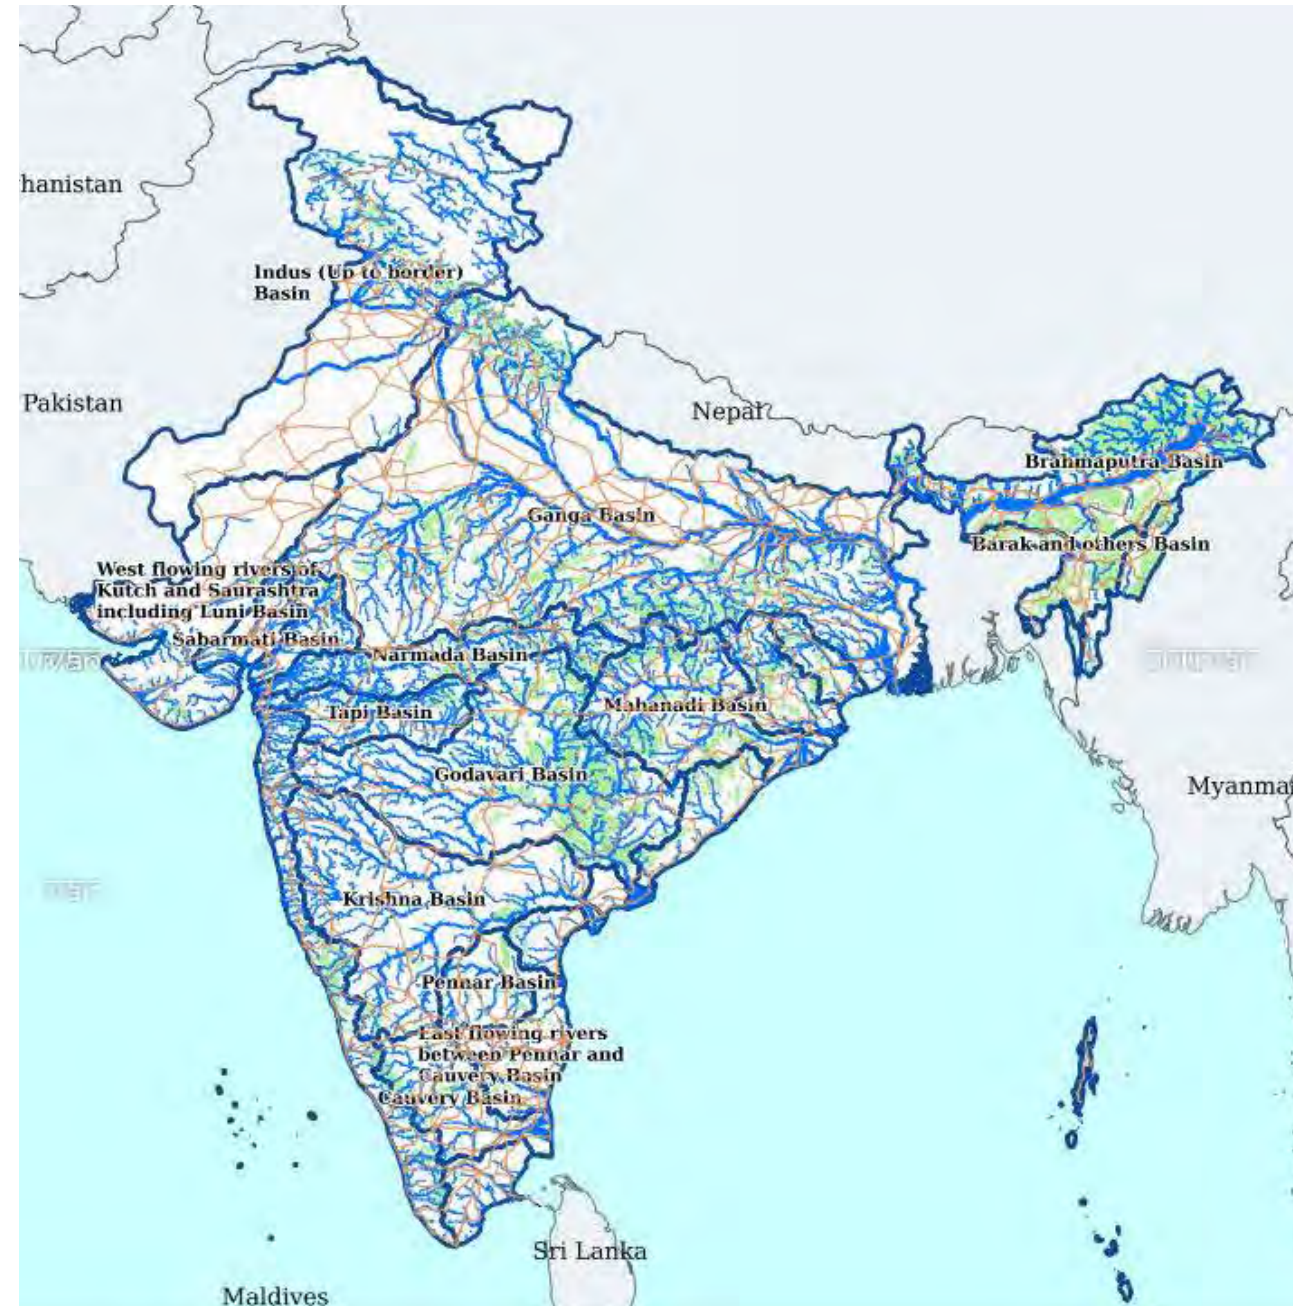 hanistan
Indus (Up to border)
Basin
Pakistan
Nepal
Brahmaputra Basin
Ganga Basin
Barak and others Basin
West flowing rivers of
Kutch and Saurashtra
including Luni Basin
Sabarmati Basin
Narmada Basin
Mahanadi Basin
Tapi Basin
Godavari Basin
Myanma
Krishna Basin
Pennar Basin
East flowing rivers
between Pennar and
Cauvery Basin
Cauvery Basin
Sri Lanka
Maldives